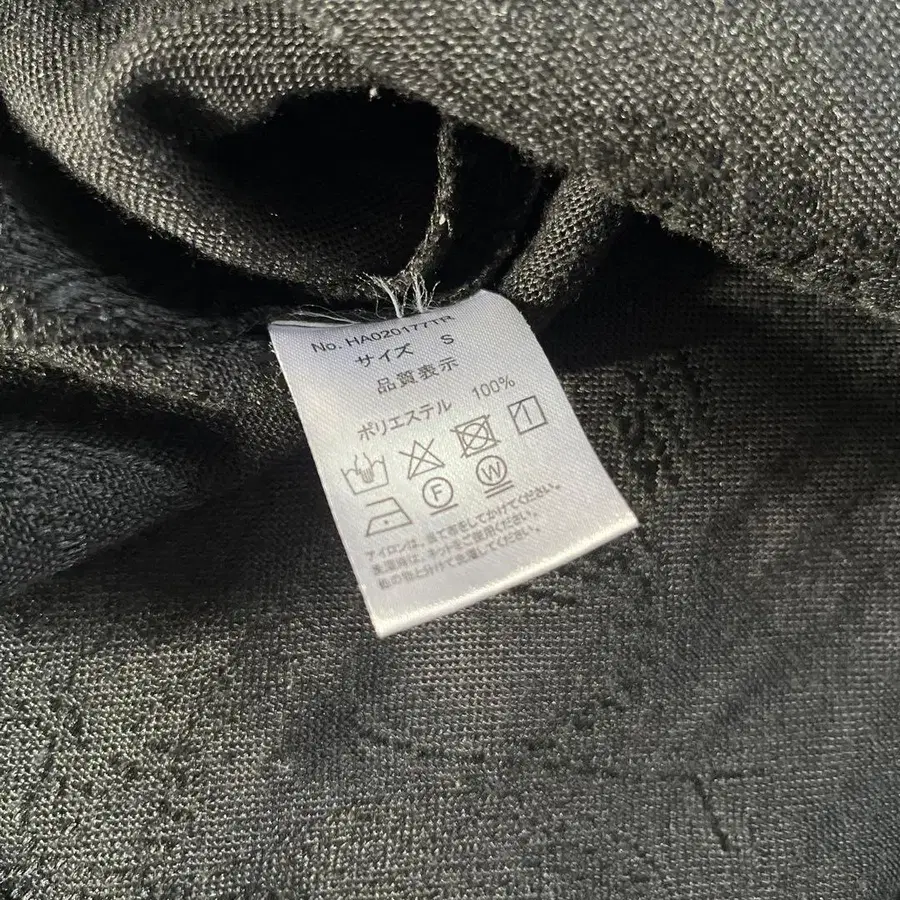 No. HA020177TR
サイズ S
品質表示
ポリエステル 100%
F W
アイロンは、当て布をしてかけてください。
洗濯時は、ネットをご使用ください。
他の物と分けて洗濯してください。